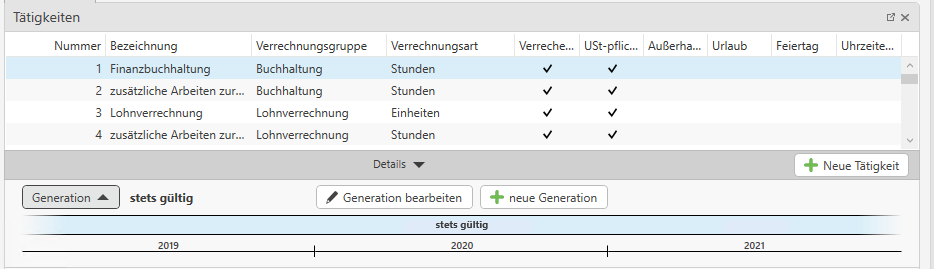 Tätigkeiten
Nummer Bezeichnung Verrechnungsgruppe Verrechnungsart Verreche... USt-pflic... Außerha... Urlaub Feiertag Uhrzeite...
1 Finanzbuchhaltung Buchhaltung Stunden ✓ ✓
2 zusätzliche Arbeiten zur... Buchhaltung Stunden ✓ ✓
3 Lohnverrechnung Lohnverrechnung Einheiten ✓ ✓
4 zusätzliche Arbeiten zur... Lohnverrechnung Stunden ✓ ✓
Details
Neue Tätigkeit
Generation stets gültig Generation bearbeiten neue Generation
stets gültig
2019 2020 2021